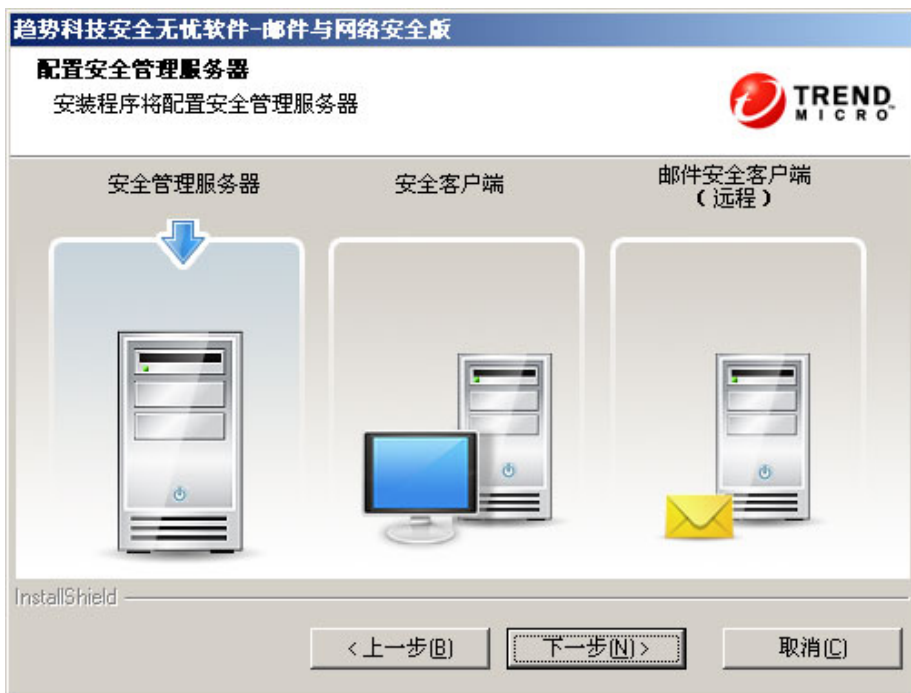 趋势科技安全无忧软件-邮件与网络安全版
配置安全管理服务器
安装程序将配置安全管理服务器
TREND
MICRO
安全管理服务器
安全客户端
邮件安全客户端
(远程)
InstallShield
<上一步(B)
下一步(N)>
取消(C)